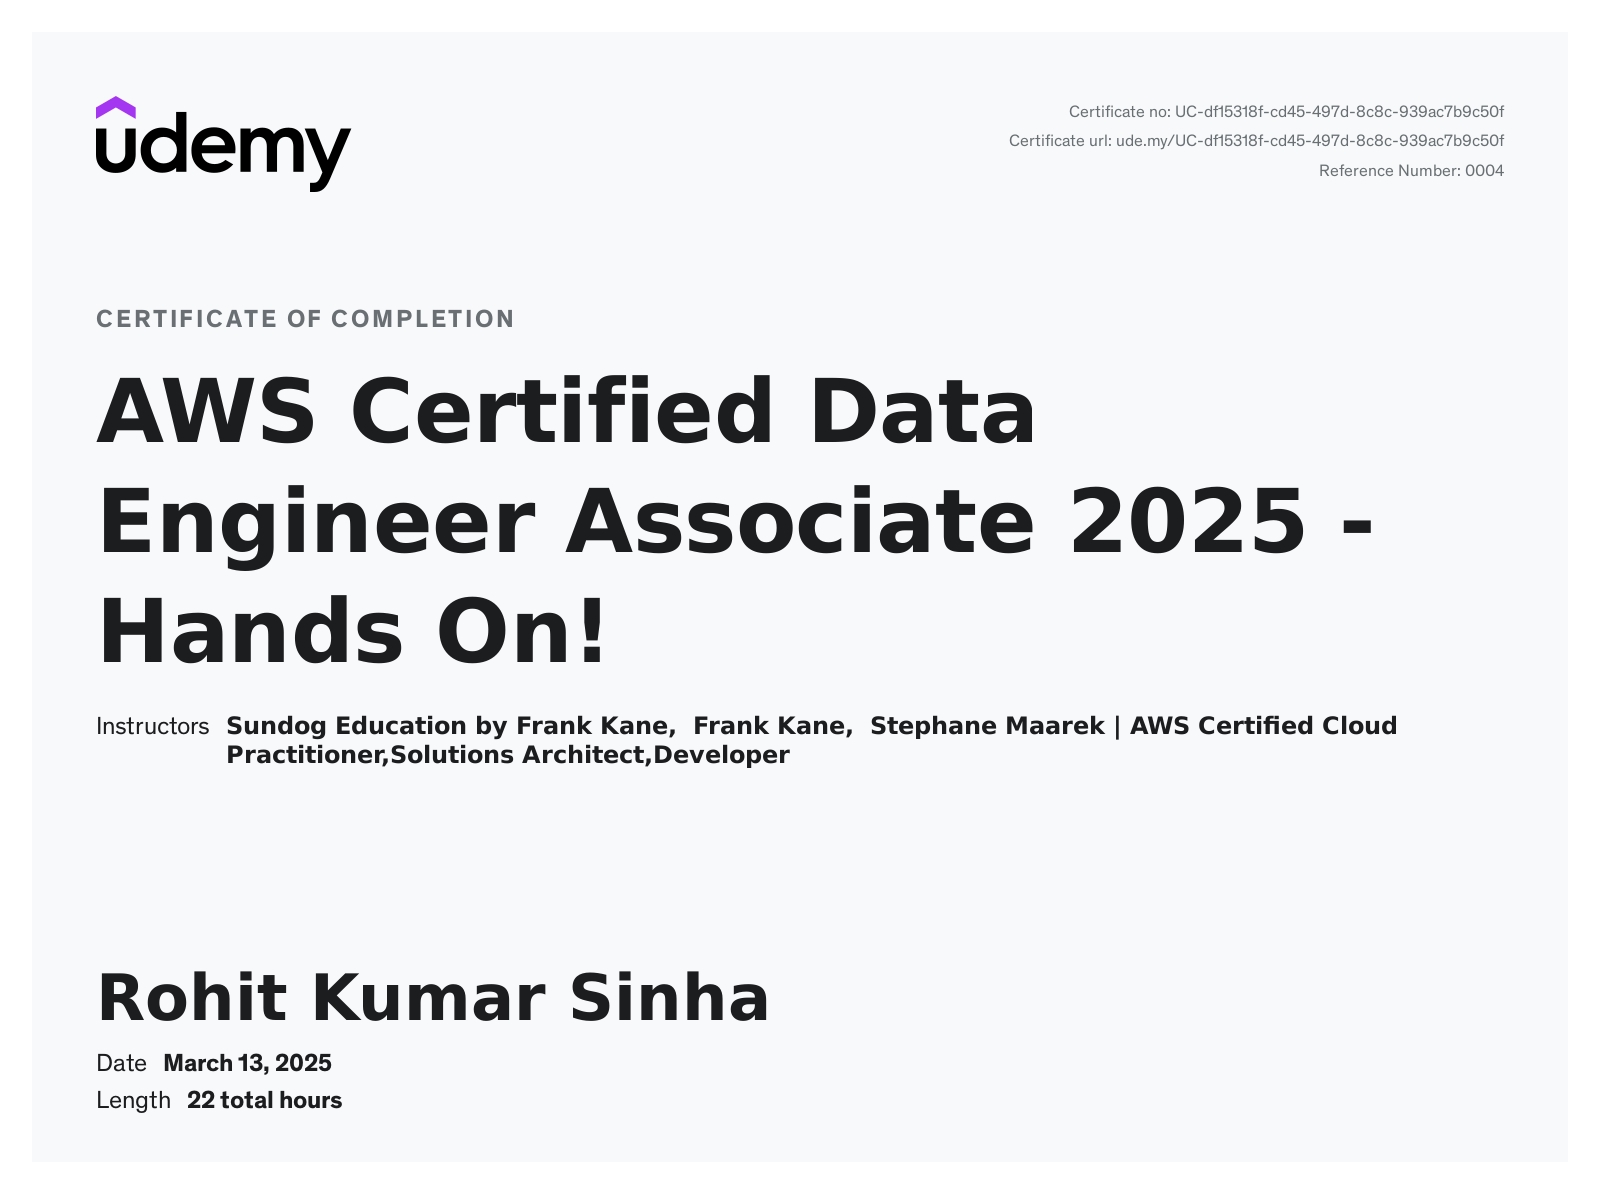 udemy
Certificate no: UC-df15318f-cd45-497d-8c8c-939ac7b9c50f
Certificate url: ude.my/UC-df15318f-cd45-497d-8c8c-939ac7b9c50f
Reference Number: 0004
CERTIFICATE OF COMPLETION
AWS Certified Data
Engineer Associate 2025 -
Hands On!
Instructors Sundog Education by Frank Kane, Frank Kane, Stephane Maarek | AWS Certified Cloud
Practitioner,Solutions Architect,Developer
Rohit Kumar Sinha
Date March 13, 2025
Length 22 total hours